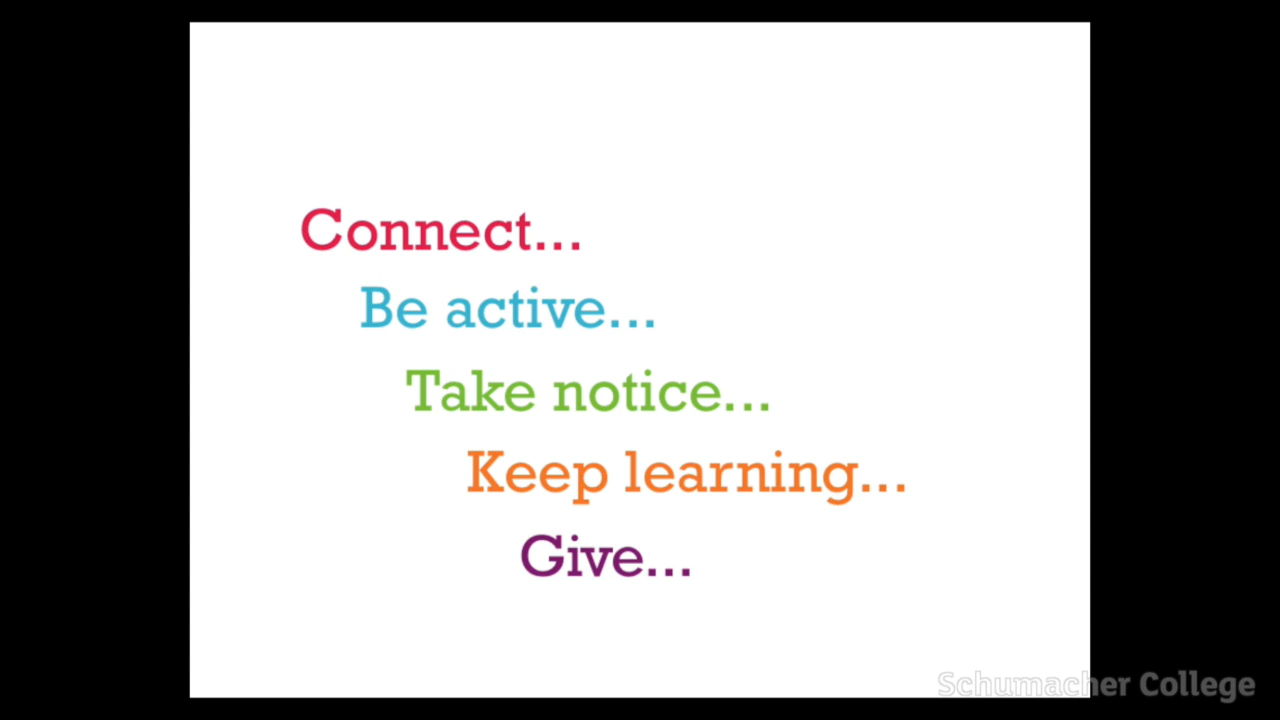 Connect...
Be active...
Take notice...
Keep learning...
Give...
Schumacher College